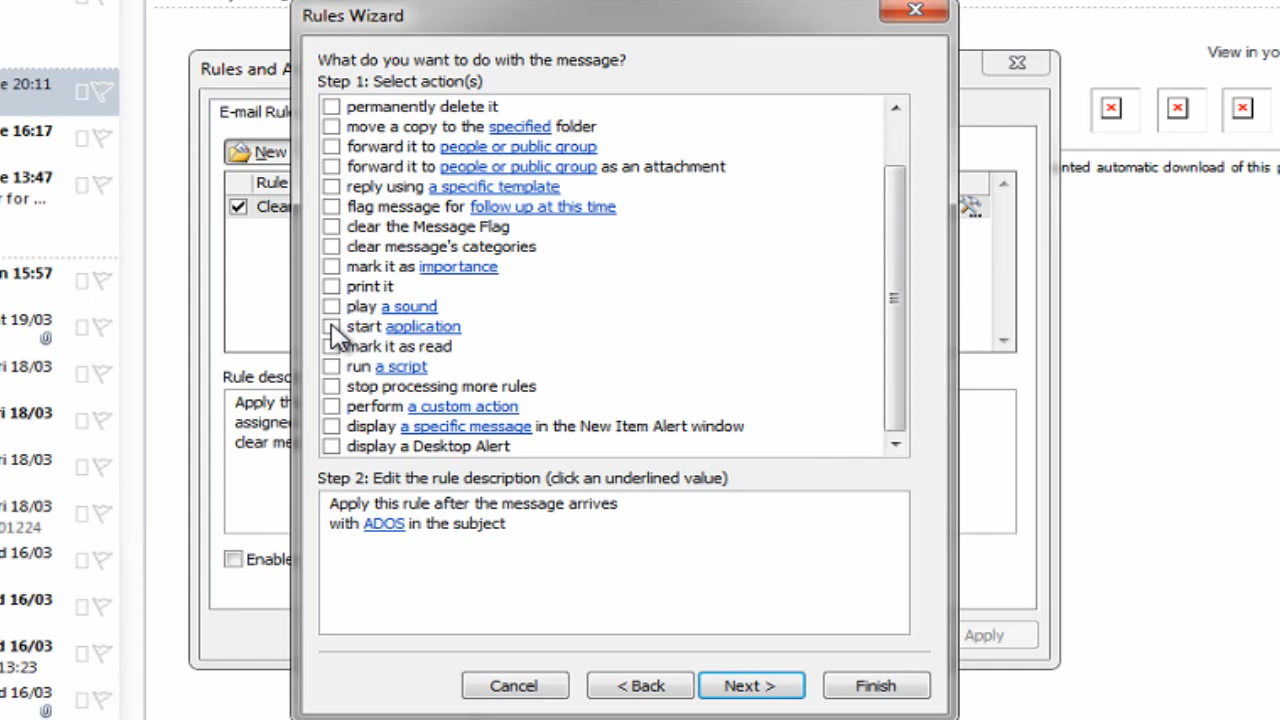 Rules Wizard
What do you want to do with the message?
Step 1: Select action(s)
permanently delete it
move a copy to the specified folder
forward it to people or public group
forward it to people or public group as an attachment
reply using a specific template
flag message for follow up at this time
clear the Message Flag
clear message's categories
mark it as importance
print it
play a sound
start application
mark it as read
run a script
stop processing more rules
perform a custom action
display a specific message in the New Item Alert window
display a Desktop Alert
Step 2: Edit the rule description (click an underlined value)
Apply this rule after the message arrives
with ADOS in the subject
Cancel
< Back
Next >
Finish
Rules and A
E-mail Rul
New
Rule
Clear
Rule desc
Apply th
assigned
clear me
Enable
Apply
View in yo
nted automatic download of this p
e 20:11
e 16:17
e 13:47
r for ...
n 15:57
t 19/03
ri 18/03
ri 18/03
ri 18/03
ri 18/03
01224
d 16/03
d 16/03
d 16/03
13:23
d 16/03